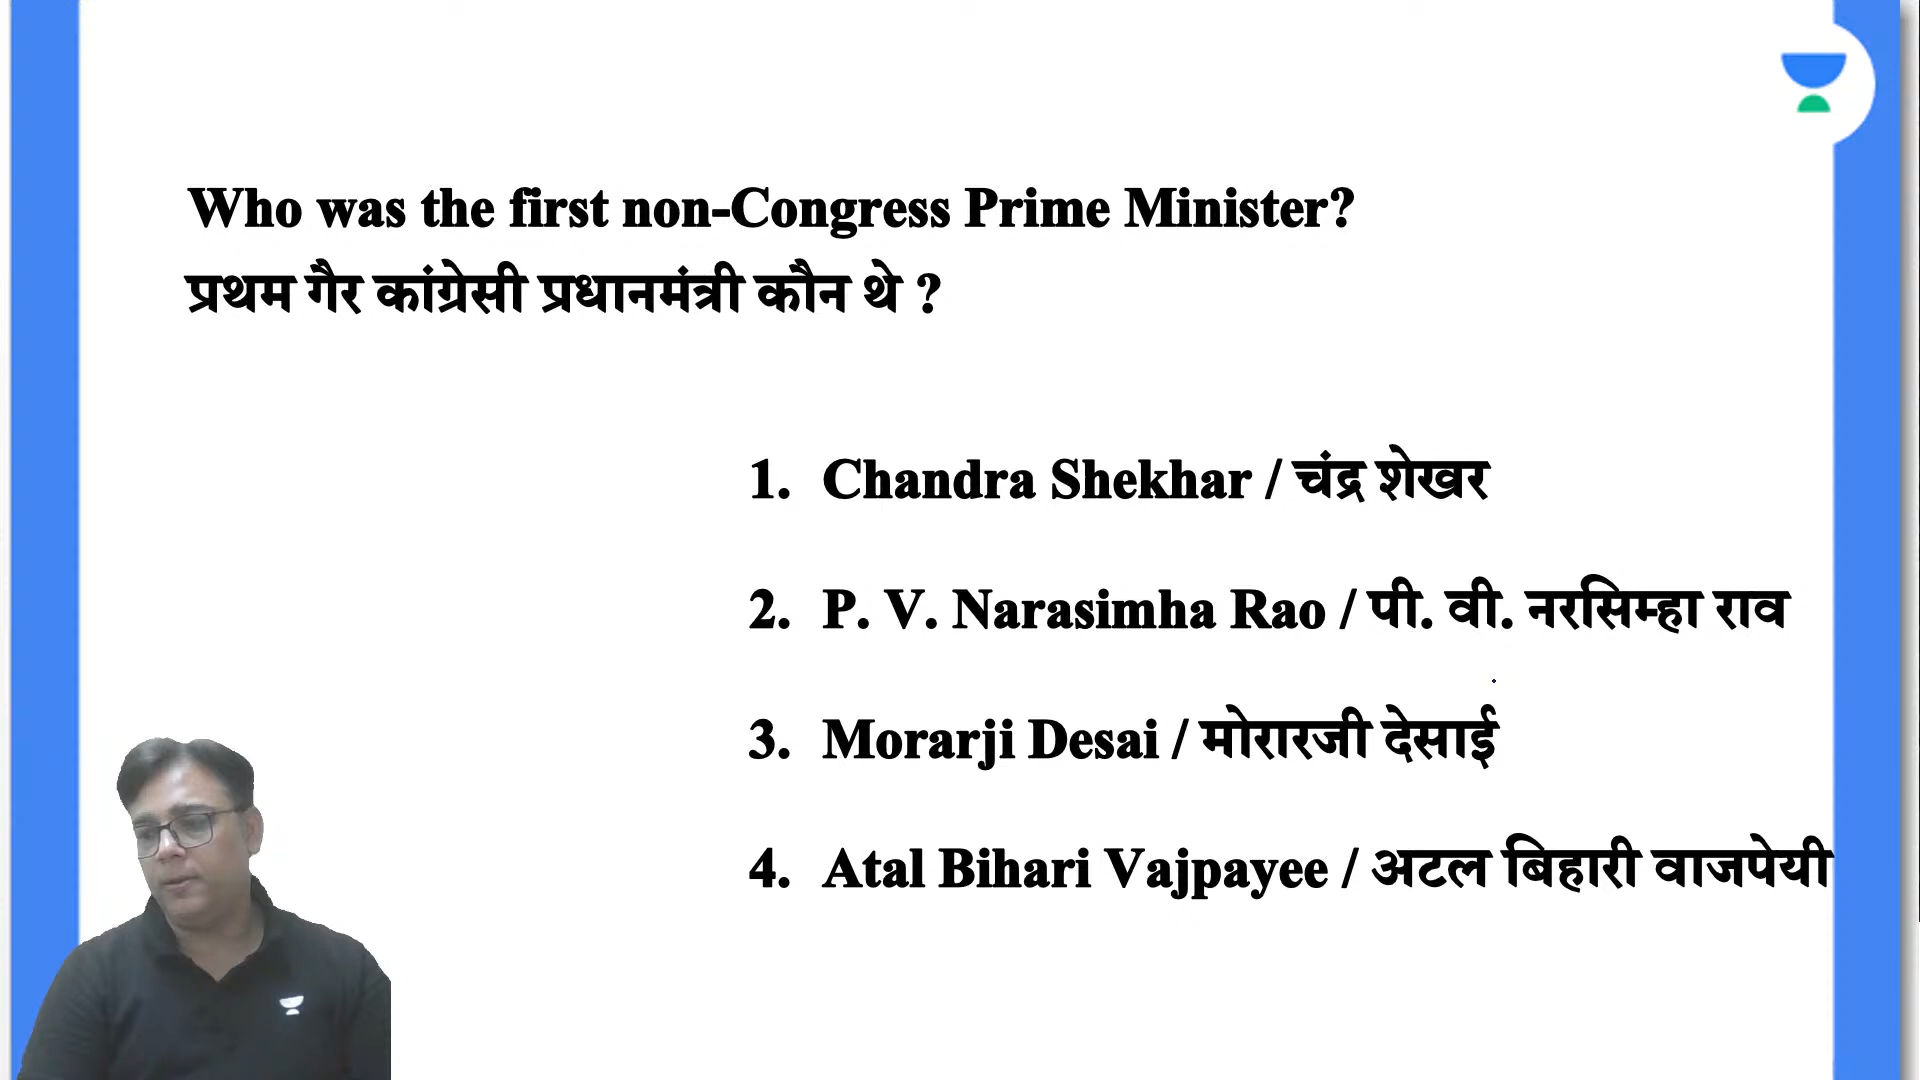 Who was the first non-Congress Prime Minister?
प्रथम गैर कांग्रेसी प्रधानमंत्री कौन थे ?
1. Chandra Shekhar / चंद्र शेखर
2. P. V. Narasimha Rao / पी. वी. नरसिम्हा राव
3. Morarji Desai / मोरारजी देसाई
4. Atal Bihari Vajpayee / अटल बिहारी वाजपेयी